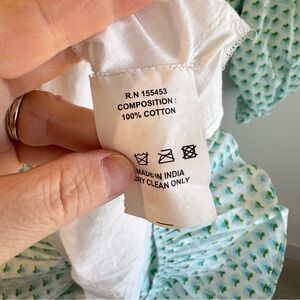 R.N 155453
COMPOSITION :
100% COTTON
MADE IN INDIA
DRY CLEAN ONLY